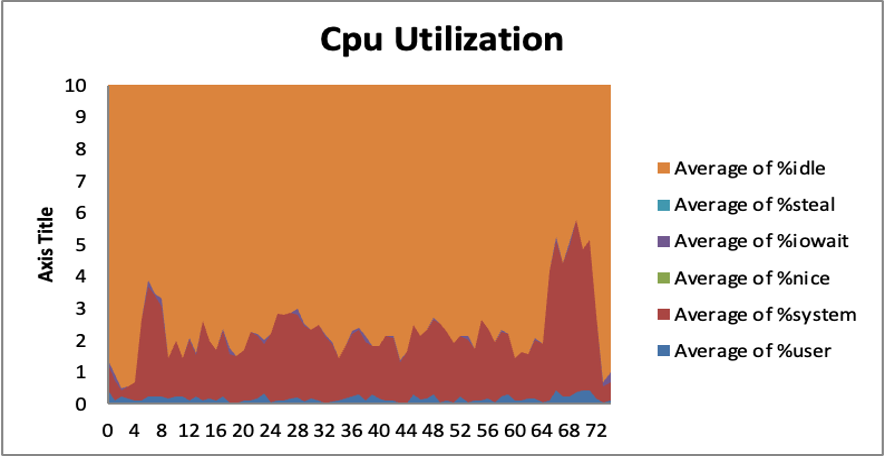 Cpu Utilization
10
9
8
7
6
5
4
3
2
1
0
Axis Title
0 4 8 12 16 20 24 28 32 36 40 44 48 52 56 60 64 68 72
Average of %idle
Average of %steal
Average of %iowait
Average of %nice
Average of %system
Average of %user